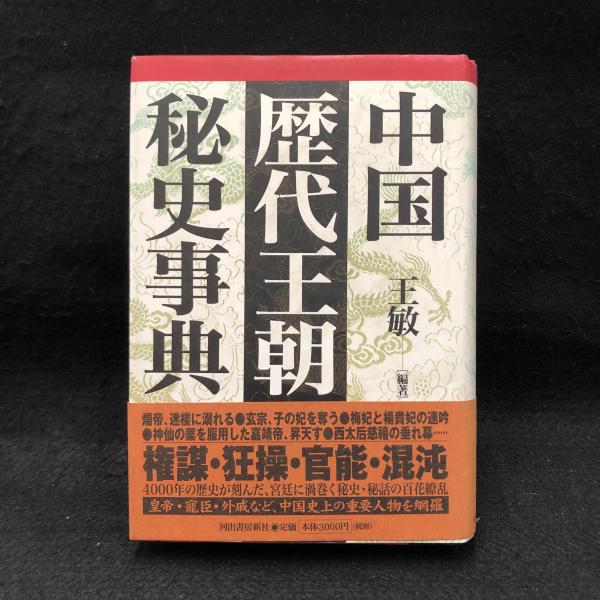 中国
歴代王朝
秘史事典
王敏
[編著]
煬帝、迷楼に溺れる●玄宗、子の妃を奪う●梅妃と楊貴妃の連吟
●神仙の薬を服用した嘉靖帝、昇天す●西太后慈禧の垂れ幕……
権謀・狂操・官能・混沌
4000年の歴史が刻んだ、宮廷に渦巻く秘史・秘話の百花繚乱
皇帝・寵臣・外戚など、中国史上の重要人物を網羅
河出書房新社●定価 本体3000円(税別)